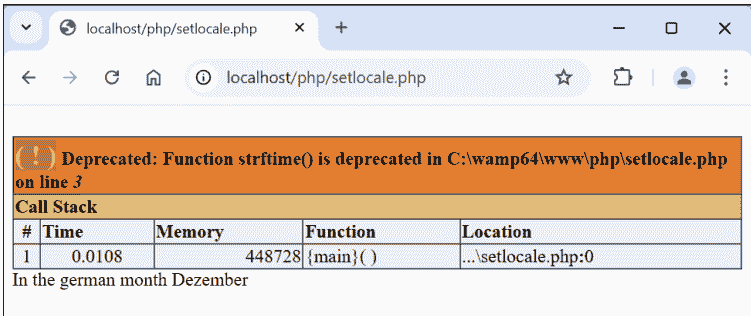 localhost/php/setlocale.php
localhost/php/setlocale.php
( ! ) Deprecated: Function strftime() is deprecated in C:\wamp64\www\php\setlocale.php
on line 3
Call Stack
# Time Memory Function Location
1 0.0108 448728 {main}( ) ...\setlocale.php:0
In the german month Dezember